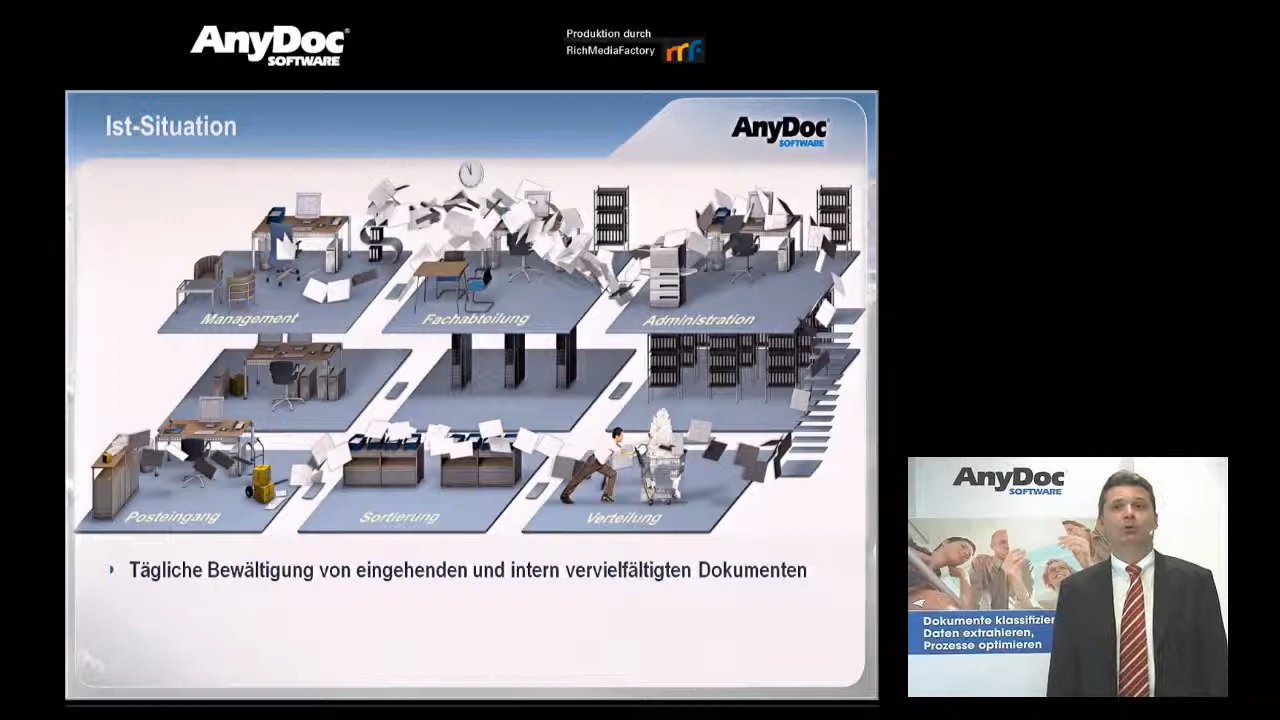 AnyDoc
SOFTWARE
Produktion durch
RichMediaFactory
rmf
Ist-Situation
AnyDoc
SOFTWARE
Management
Fachabteilung
Administration
Posteingang
Sortierung
Verteilung
Tägliche Bewältigung von eingehenden und intern vervielfältigten Dokumenten
AnyDoc
SOFTWARE
Dokumente klassifizier
Daten extrahieren,
Prozesse optimieren